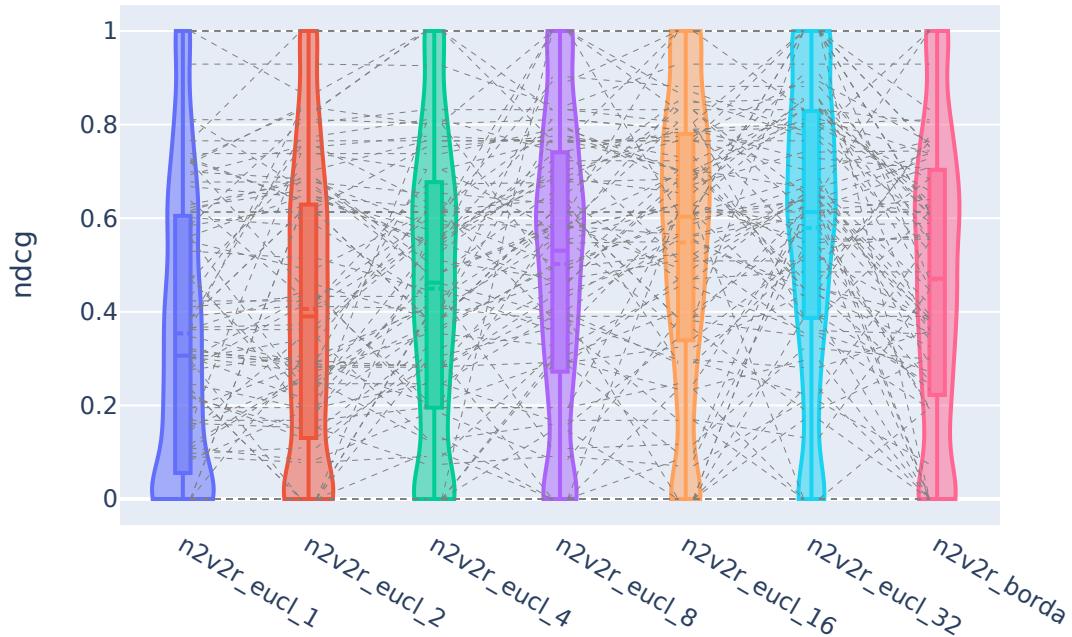 ndcg
1
0.8
0.6
0.4
0.2
0
n2v2r_eucl_1
n2v2r_eucl_2
n2v2r_eucl_4
n2v2r_eucl_8
n2v2r_eucl_16
n2v2r_eucl_32
n2v2r_borda